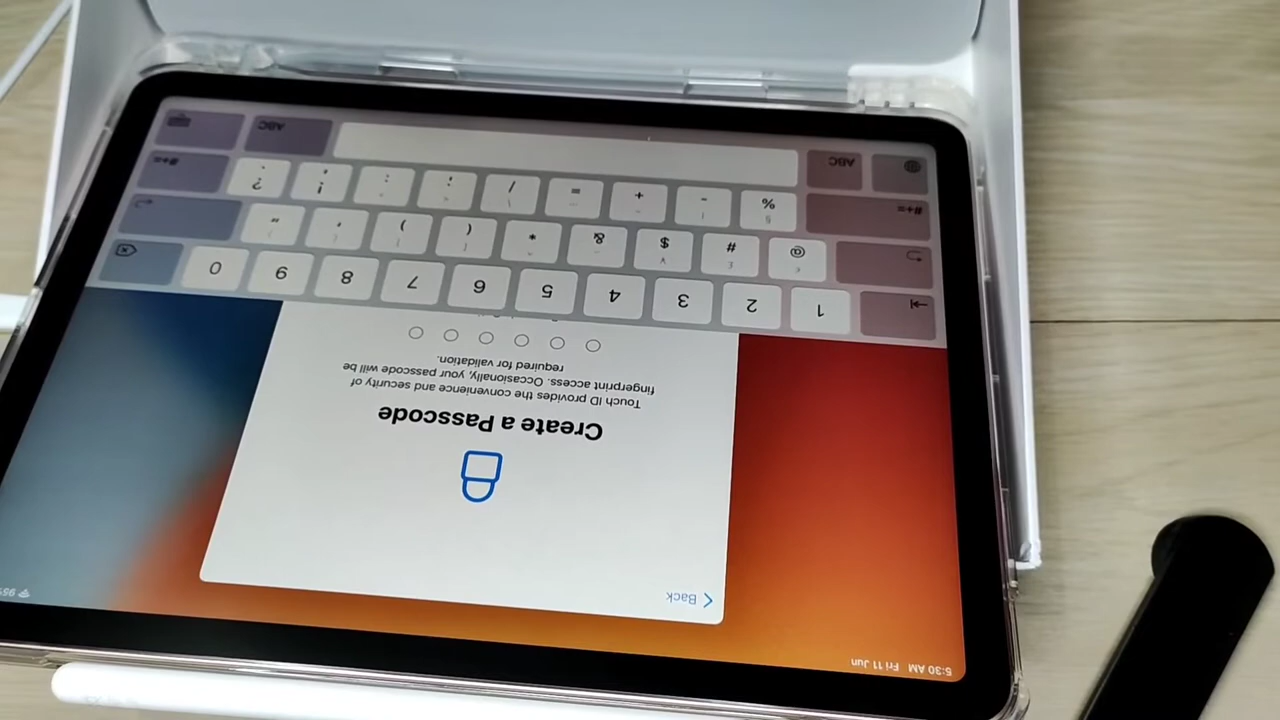 5:30 AM Fri 11 Jun
Back
Create a Passcode
Touch ID provides the convenience and security of
fingerprint access. Occasionally, your passcode will be
required for validation.
1 2 3 4 5 6 7 8 9 0
@ # $ & * ( ) ' "
#+= % - + = / ; : ! ? #+=
ABC ABC